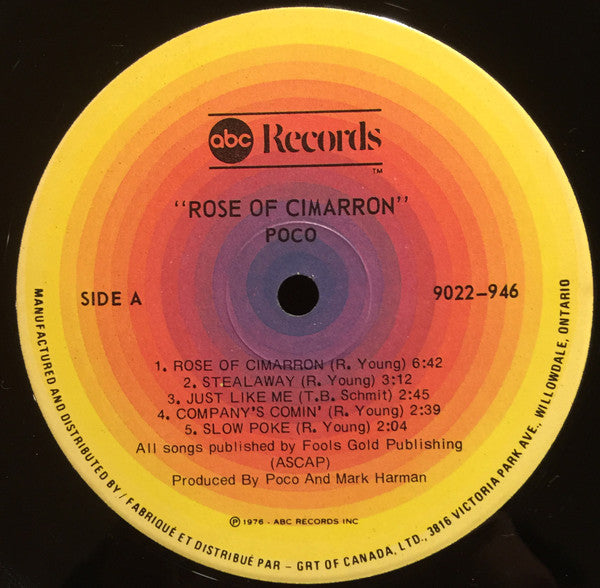 abc Records
TM
"ROSE OF CIMARRON"
POCO
SIDE A
9022-946
1. ROSE OF CIMARRON (R. Young) 6:42
2. STEALAWAY (R. Young) 3:12
3. JUST LIKE ME (T.B. Schmit) 2:45
4. COMPANY'S COMIN' (R. Young) 2:39
5. SLOW POKE (R. Young) 2:04
All songs published by Fools Gold Publishing
(ASCAP)
Produced By Poco And Mark Harman
℗ 1976 - ABC RECORDS INC
MANUFACTURED AND DISTRIBUTED BY / FABRIQUÉ ET DISTRIBUÉ PAR - GRT OF CANADA, LTD., 3816 VICTORIA PARK AVE., WILLOWDALE, ONTARIO